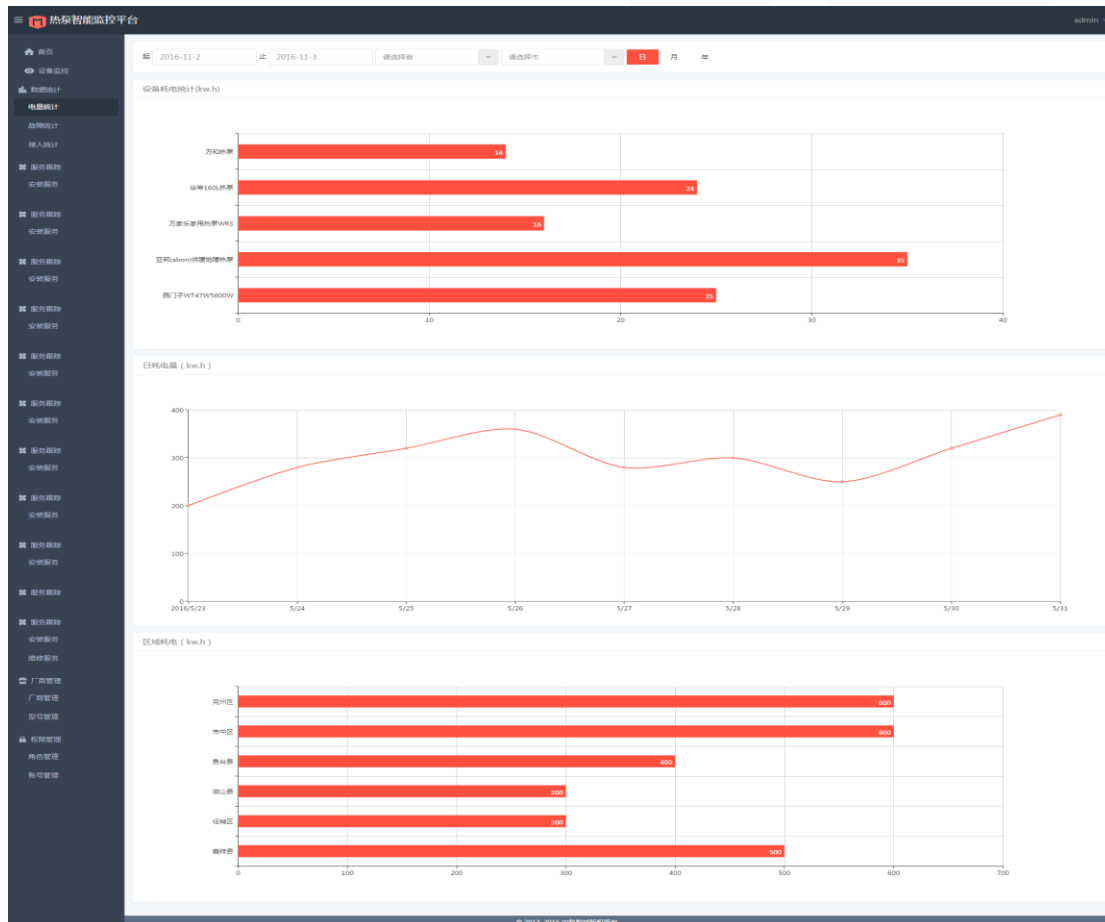 热泵智能监控平台
admin
首页
设备监控
数据统计
电量统计
故障统计
接入统计
服务跟踪
安装服务
服务跟踪
安装服务
服务跟踪
安装服务
服务跟踪
安装服务
服务跟踪
安装服务
服务跟踪
安装服务
服务跟踪
安装服务
服务跟踪
安装服务
服务跟踪
安装服务
服务跟踪
服务跟踪
安装服务
维修服务
厂商管理
厂商管理
型号管理
权限管理
角色管理
账号管理
起 2016-11-2 止 2016-11-3 请选择省 请选择市 日 月 年
设备耗电统计(kw.h)
万和热泵 14
华帝160L热泵 24
万家乐家用热泵WRS 16
亚邦(abon)供暖地暖热泵 35
西门子WT47W5600W 25
0 10 20 30 40
日耗电量 ( kw.h )
400
300
200
100
0
2016/5/23 5/24 5/25 5/26 5/27 5/28 5/29 5/30 5/31
区域耗电 ( kw.h )
兖州区 600
市中区 600
鱼台县 400
微山县 300
任城区 300
嘉祥县 500
0 100 200 300 400 500 600 700
© 2014-2016